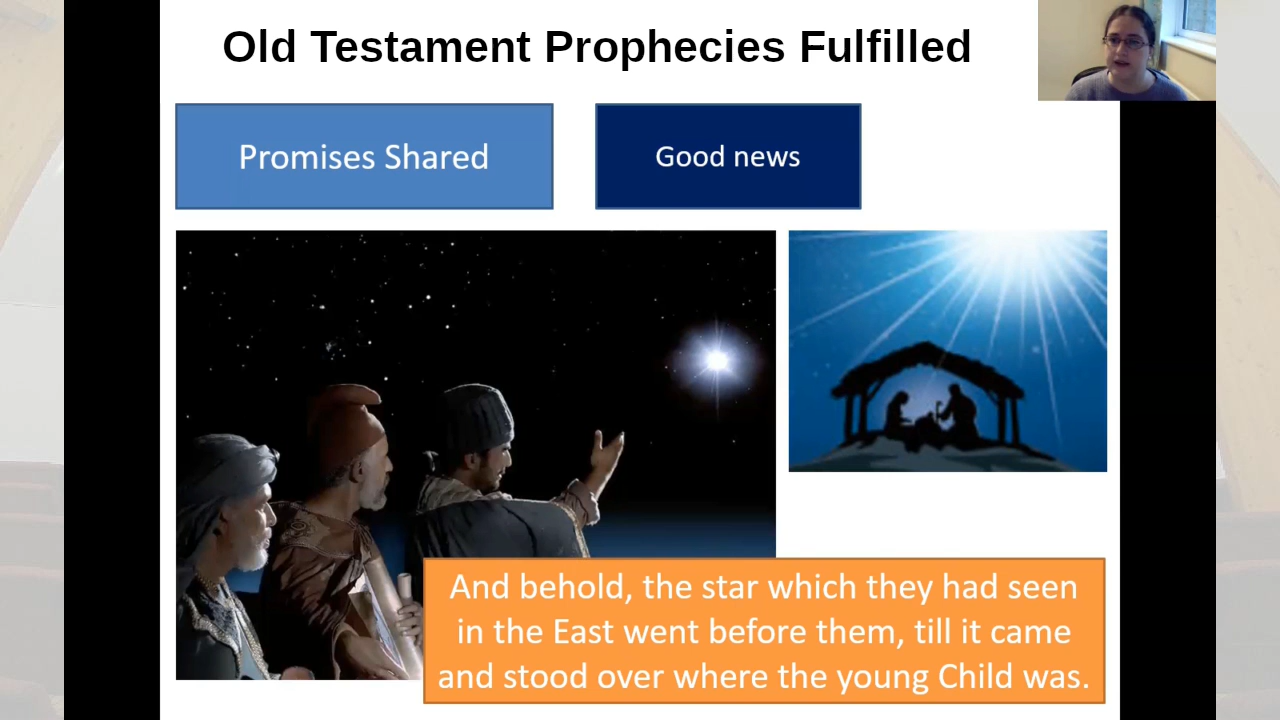 Old Testament Prophecies Fulfilled
Promises Shared
Good news
And behold, the star which they had seen
in the East went before them, till it came
and stood over where the young Child was.